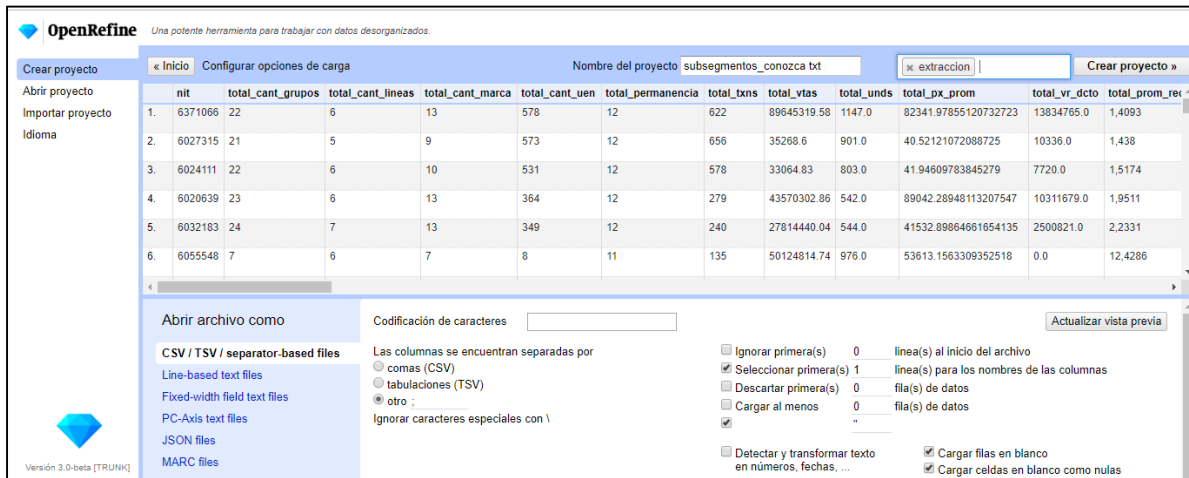 OpenRefine Una potente herramienta para trabajar con datos desorganizados.
Crear proyecto
Abrir proyecto
Importar proyecto
Idioma
« Inicio Configurar opciones de carga Nombre del proyecto subsegmentos_conozca txt × extraccion Crear proyecto »
nit total_cant_grupos total_cant_lineas total_cant_marca total_cant_uen total_permanencia total_txns total_vtas total_unds total_px_prom total_vr_dcto total_prom_rec
1. 6371066 22 6 13 578 12 622 89645319.58 1147.0 82341.97855120732723 13834765.0 1,4093
2. 6027315 21 5 9 573 12 656 35268.6 901.0 40.52121072088725 10336.0 1,438
3. 6024111 22 6 10 531 12 578 33064.83 803.0 41.94609783845279 7720.0 1,5174
4. 6020639 23 6 13 364 12 279 43570302.86 542.0 89042.28948113207547 10311679.0 1,9511
5. 6032183 24 7 13 349 12 240 27814440.04 544.0 41532.89864661654135 2500821.0 2,2331
6. 6055548 7 6 7 8 11 135 50124814.74 976.0 53613.1563309352518 0.0 12,4286
Abrir archivo como
CSV / TSV / separator-based files
Line-based text files
Fixed-width field text files
PC-Axis text files
JSON files
MARC files
Codificación de caracteres
Actualizar vista previa
Las columnas se encuentran separadas por
comas (CSV)
tabulaciones (TSV)
otro ;
Ignorar caracteres especiales con \
Ignorar primera(s) 0 linea(s) al inicio del archivo
Seleccionar primera(s) 1 linea(s) para los nombres de las columnas
Descartar primera(s) 0 fila(s) de datos
Cargar al menos 0 fila(s) de datos
"
Detectar y transformar texto
en números, fechas, ...
Cargar filas en blanco
Cargar celdas en blanco como nulas
Versión 3.0-beta [TRUNK]